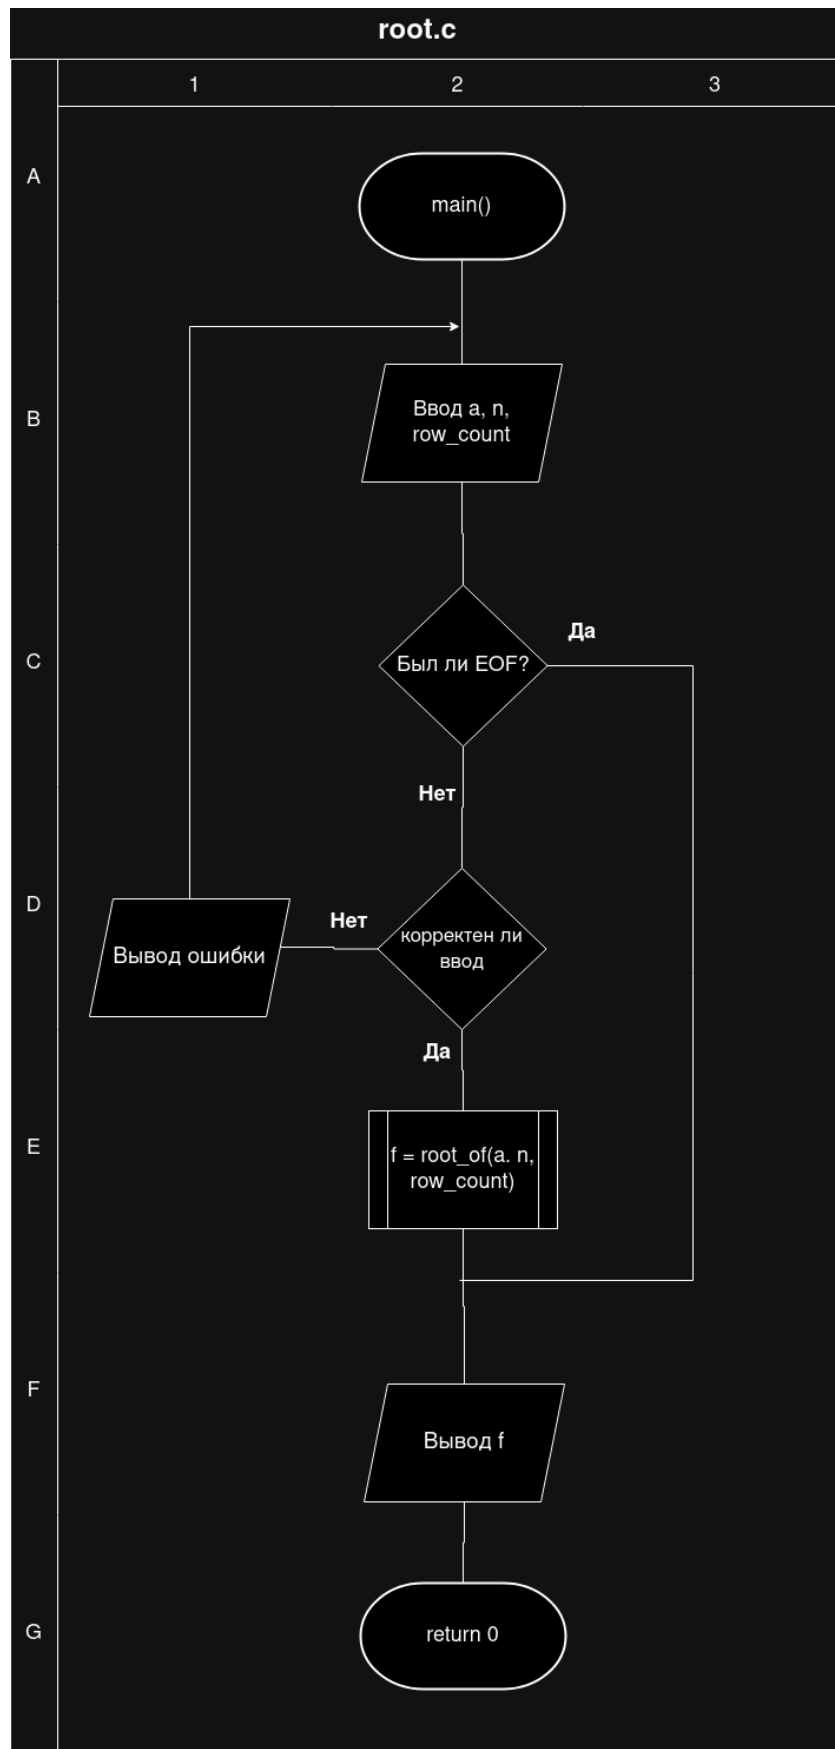 root.c
1
2
3
A
main()
B
Ввод a, n,
row_count
C
Был ли EOF?
Да
Нет
D
Вывод ошибки
Нет
корректен ли
ввод
Да
E
f = root_of(a. n,
row_count)
F
Вывод f
G
return 0